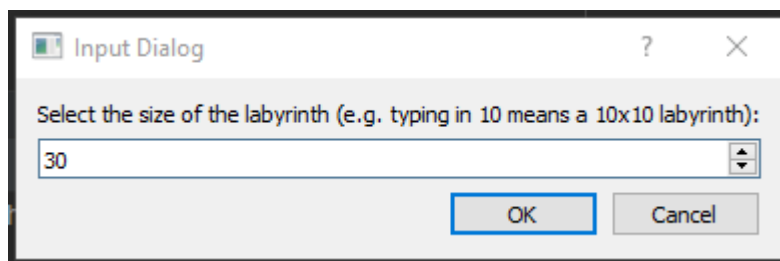 Input Dialog
?
Select the size of the labyrinth (e.g. typing in 10 means a 10x10 labyrinth):
30
OK
Cancel